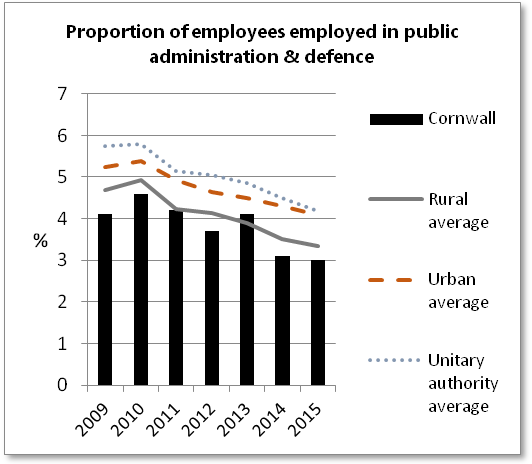 Proportion of employees employed in public
administration & defence
7
6
5
4
3
2
1
0
%
2009
2010
2011
2012
2013
2014
2015
Cornwall
Rural
average
Urban
average
Unitary
authority
average